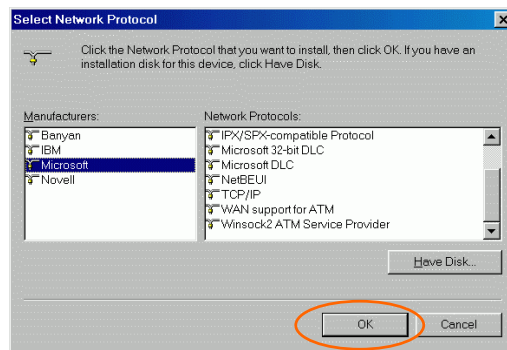 Select Network Protocol
Click the Network Protocol that you want to install, then click OK. If you have an
installation disk for this device, click Have Disk.
Manufacturers:
Banyan
IBM
Microsoft
Novell
Network Protocols:
IPX/SPX-compatible Protocol
Microsoft 32-bit DLC
Microsoft DLC
NetBEUI
TCP/IP
WAN support for ATM
Winsock2 ATM Service Provider
Have Disk...
OK
Cancel